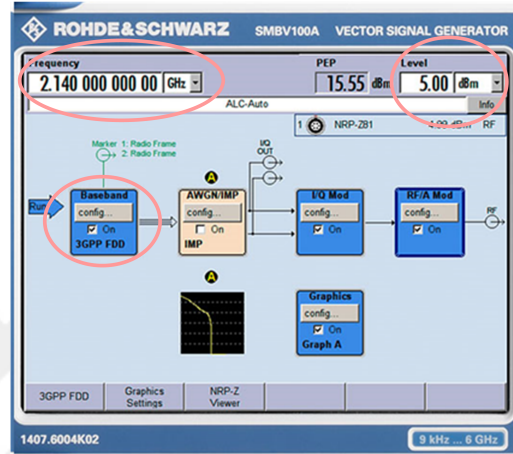 ROHDE&SCHWARZ SMBV100A VECTOR SIGNAL GENERATOR
Frequency PEP Level
2.140 000 000 00 GHz 15.55 dBm 5.00 dBm
ALC-Auto Info
1 NRP-Z81 dBm RF
Marker 1: Radio Frame
2: Radio Frame
I/Q
OUT
A
Baseband AWGN/IMP I/Q Mod RF/A Mod
config... config... config... config...
On On On On
3GPP FDD IMP
RF
A
Graphics
config...
On
Graph A
3GPP FDD Graphics Settings NRP-Z Viewer
1407.6004K02 9 kHz ... 6 GHz